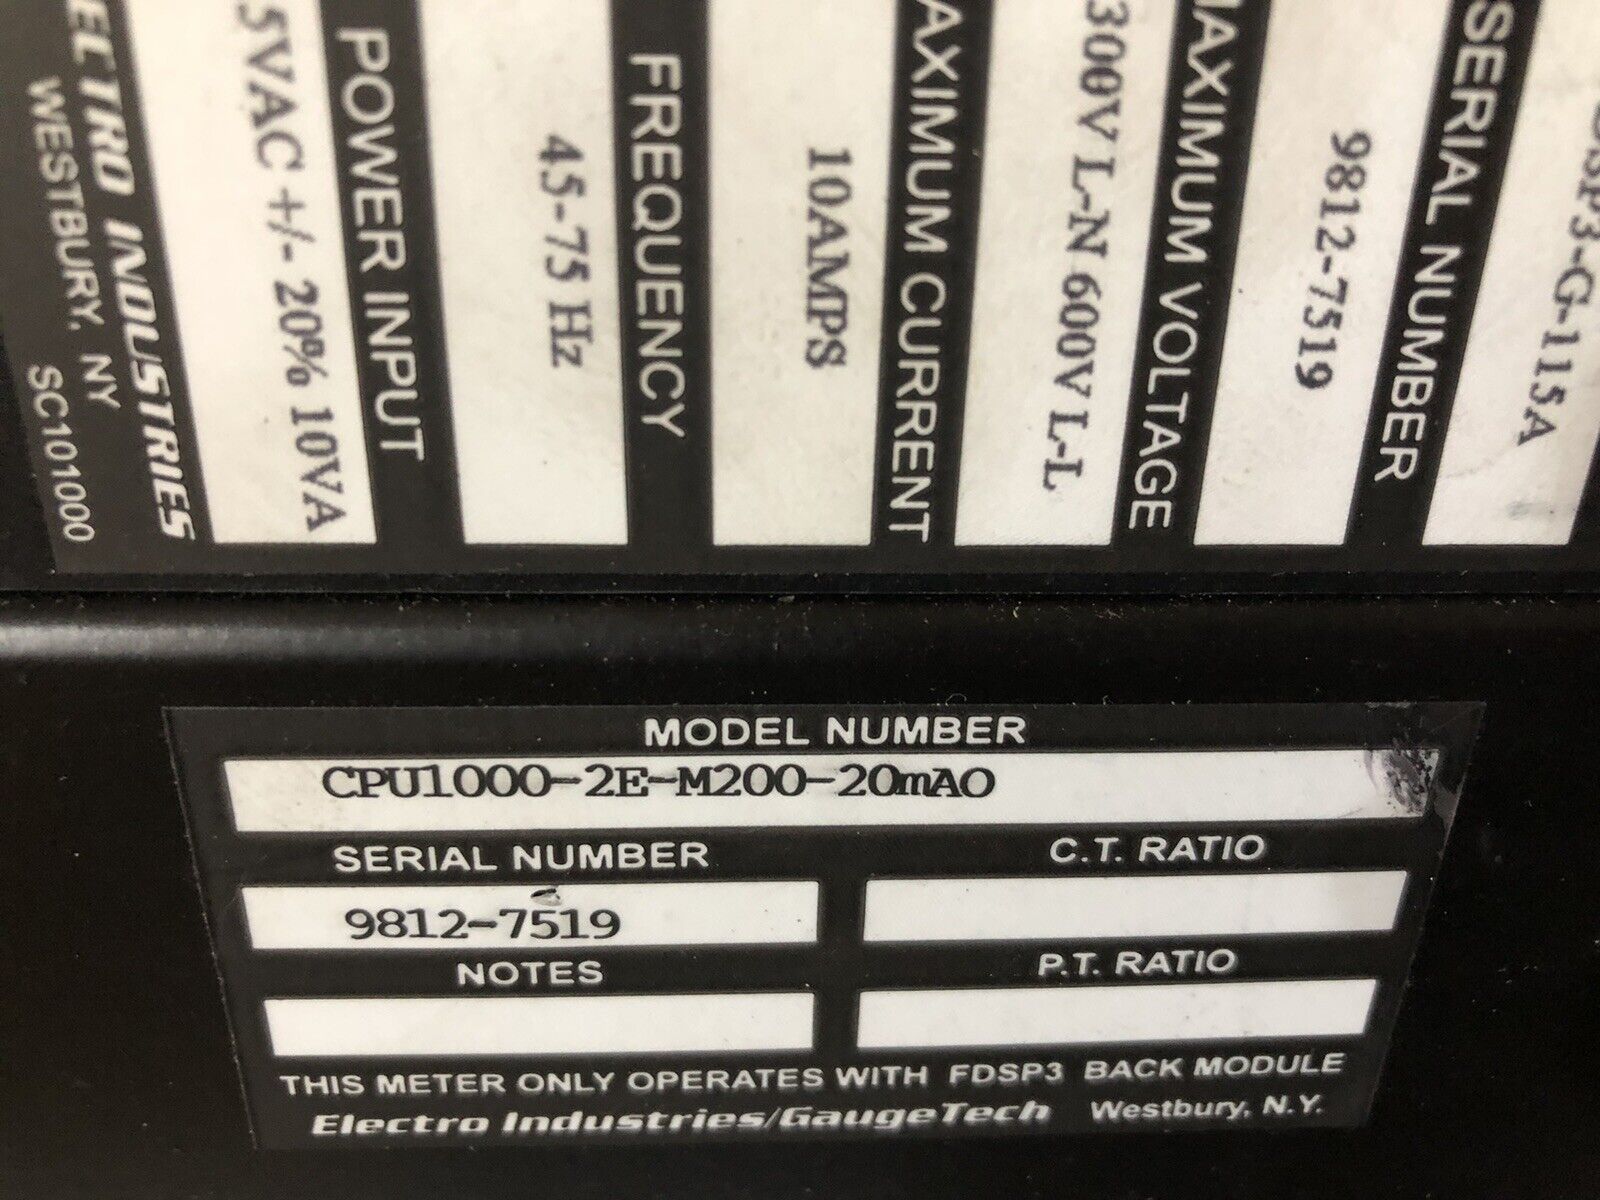 DSP3-G-115A
SERIAL NUMBER
9812-7519
MAXIMUM VOLTAGE
300V L-N 600V L-L
AXIMUM CURRENT
10AMPS
FREQUENCY
45-75 Hz
POWER INPUT
5VAC +/- 20% 10VA
ELECTRO INDUSTRIES
WESTBURY, NY SC101000
MODEL NUMBER
CPU1000-2E-M200-20mAO
SERIAL NUMBER C.T. RATIO
9812-7519
NOTES P.T. RATIO
THIS METER ONLY OPERATES WITH FDSP3 BACK MODULE
Electro Industries/GaugeTech Westbury, N.Y.